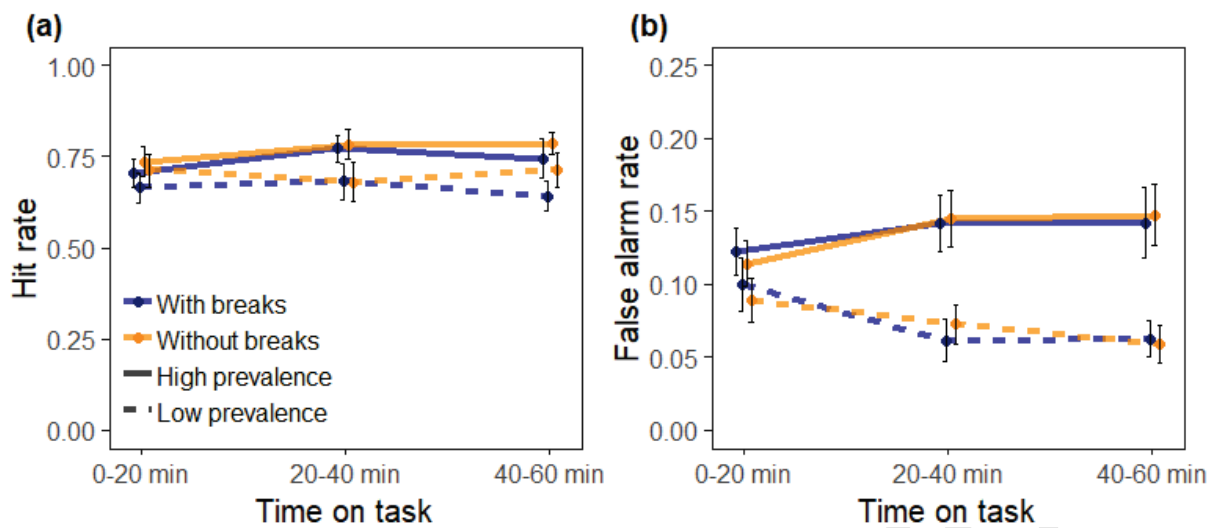 (a)
Hit rate
1.00
0.75
0.50
0.25
0.00
With breaks
Without breaks
High prevalence
Low prevalence
0-20 min 20-40 min 40-60 min
Time on task
(b)
False alarm rate
0.25
0.20
0.15
0.10
0.05
0.00
0-20 min 20-40 min 40-60 min
Time on task